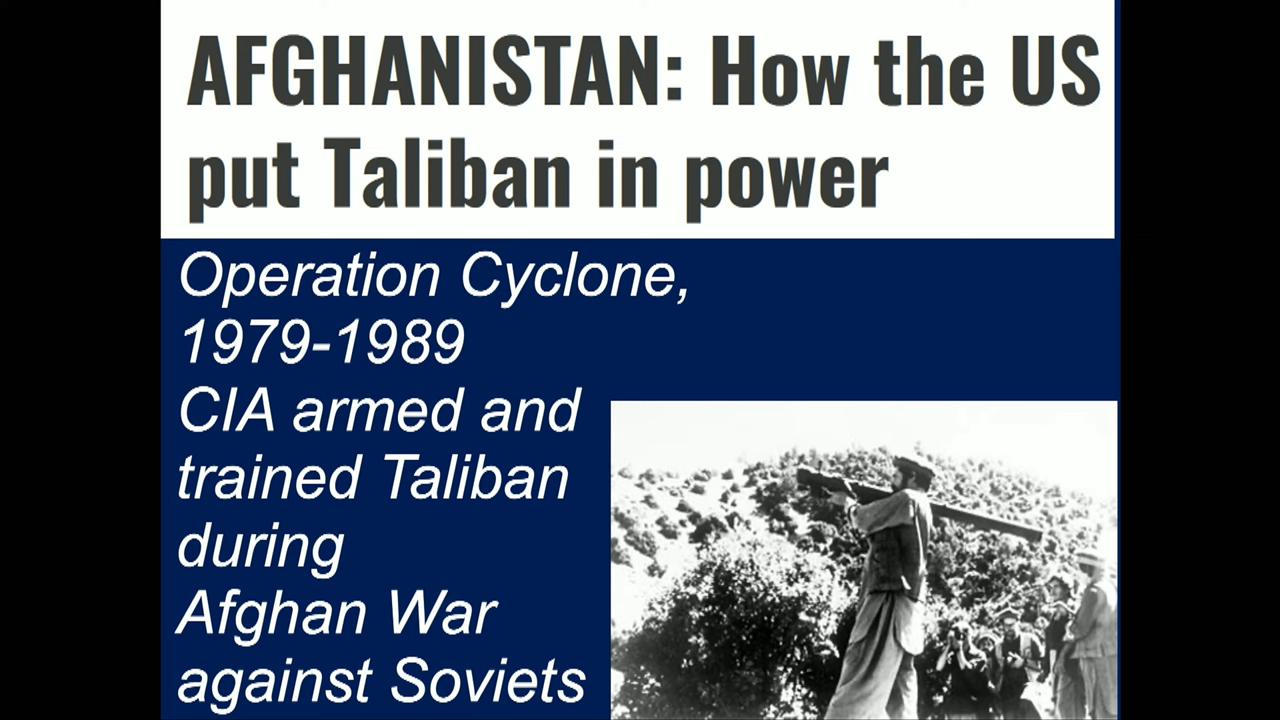 AFGHANISTAN: How the US
put Taliban in power
Operation Cyclone,
1979-1989
CIA armed and
trained Taliban
during
Afghan War
against Soviets